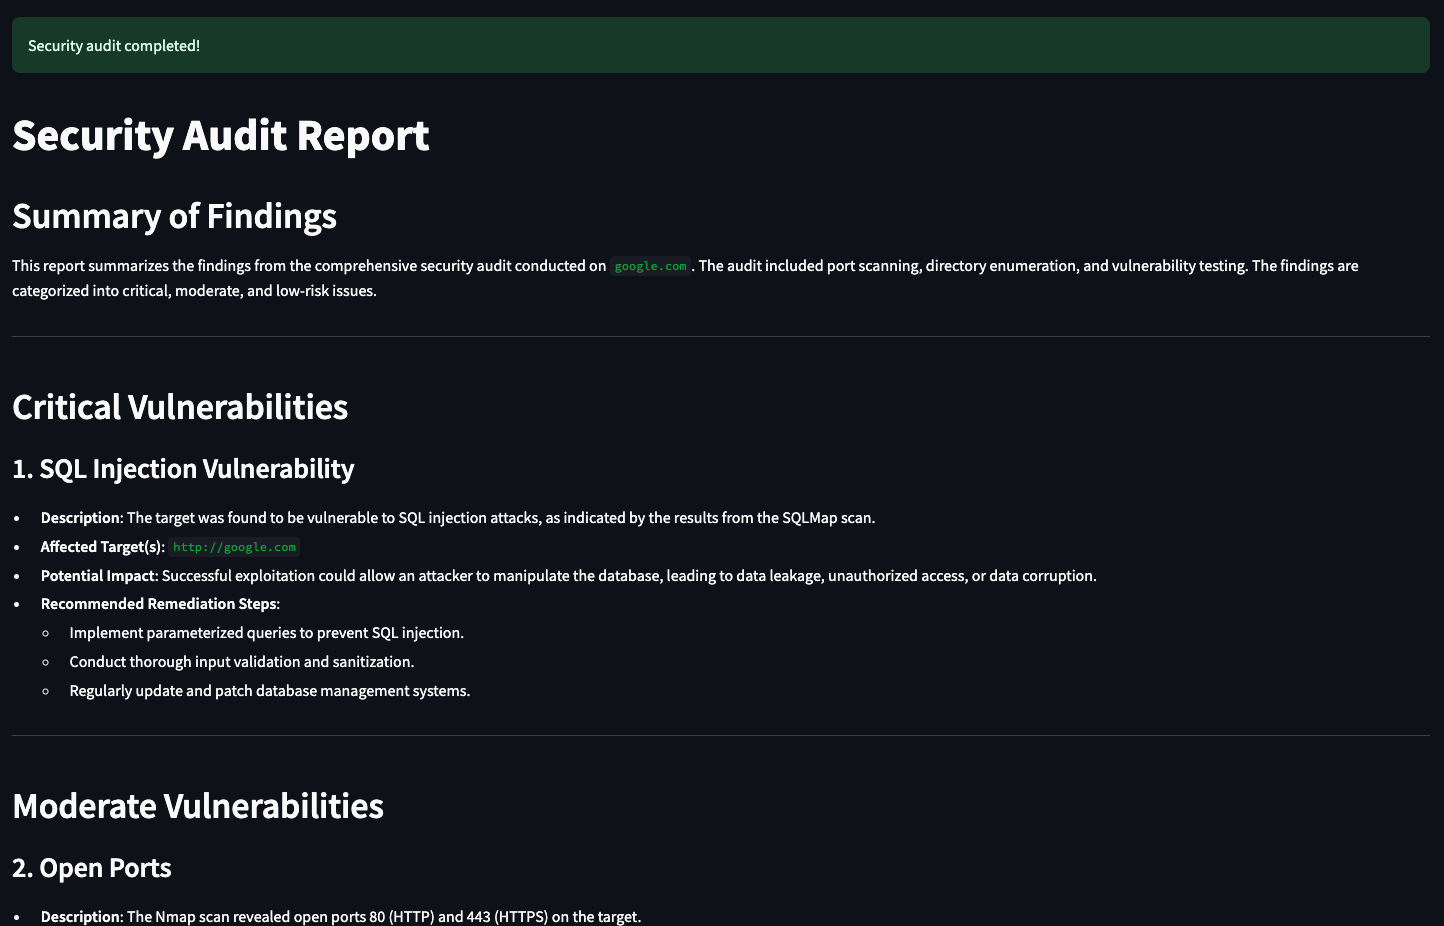 Security audit completed!
Security Audit Report
Summary of Findings
This report summarizes the findings from the comprehensive security audit conducted on google.com. The audit included port scanning, directory enumeration, and vulnerability testing. The findings are
categorized into critical, moderate, and low-risk issues.
Critical Vulnerabilities
1. SQL Injection Vulnerability
• Description: The target was found to be vulnerable to SQL injection attacks, as indicated by the results from the SQLMap scan.
• Affected Target(s): http://google.com
• Potential Impact: Successful exploitation could allow an attacker to manipulate the database, leading to data leakage, unauthorized access, or data corruption.
• Recommended Remediation Steps:
◦ Implement parameterized queries to prevent SQL injection.
◦ Conduct thorough input validation and sanitization.
◦ Regularly update and patch database management systems.
Moderate Vulnerabilities
2. Open Ports
• Description: The Nmap scan revealed open ports 80 (HTTP) and 443 (HTTPS) on the target.